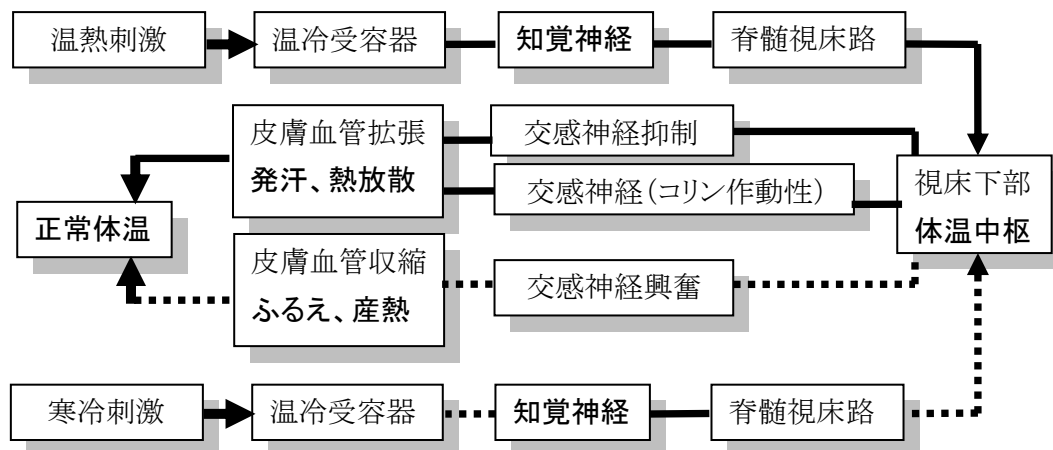 温熱刺激
温冷受容器
知覚神経
脊髄視床路
皮膚血管拡張
発汗、熱放散
交感神経抑制
交感神経（コリン作動性）
視床下部
体温中枢
正常体温
皮膚血管収縮
ふるえ、産熱
交感神経興奮
寒冷刺激
温冷受容器
知覚神経
脊髄視床路